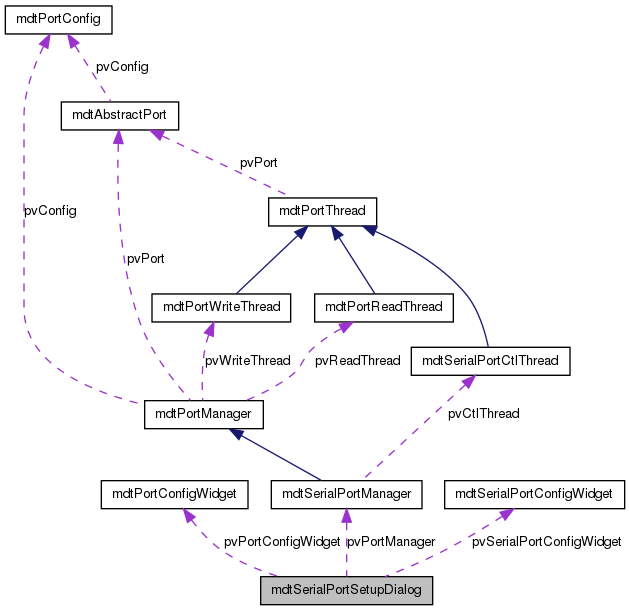 mdtPortConfig
pvConfig
mdtAbstractPort
pvPort
mdtPortThread
pvConfig
pvPort
mdtPortWriteThread
mdtPortReadThread
mdtSerialPortCtlThread
pvWriteThread
pvReadThread
mdtPortManager
pvCtlThread
mdtPortConfigWidget
mdtSerialPortManager
mdtSerialPortConfigWidget
pvPortConfigWidget
pvPortManager
pvSerialPortConfigWidget
mdtSerialPortSetupDialog